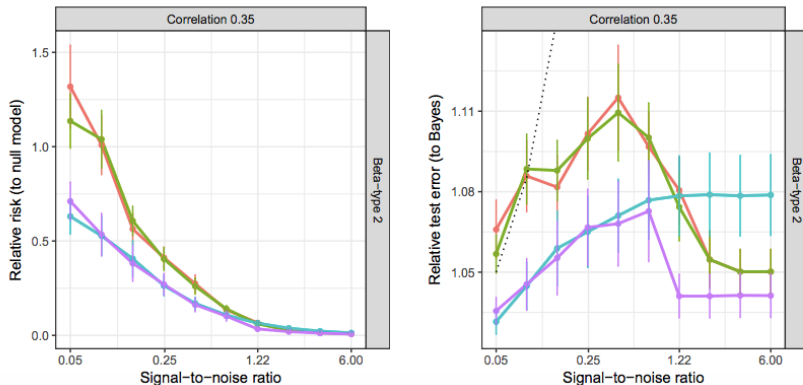 Correlation 0.35
Relative risk (to null model)
1.5
1.0
0.5
0.0
0.05 0.25 1.22 6.00
Signal-to-noise ratio
Beta-type 2
Correlation 0.35
Relative test error (to Bayes)
1.11
1.08
1.05
0.05 0.25 1.22 6.00
Signal-to-noise ratio
Beta-type 2